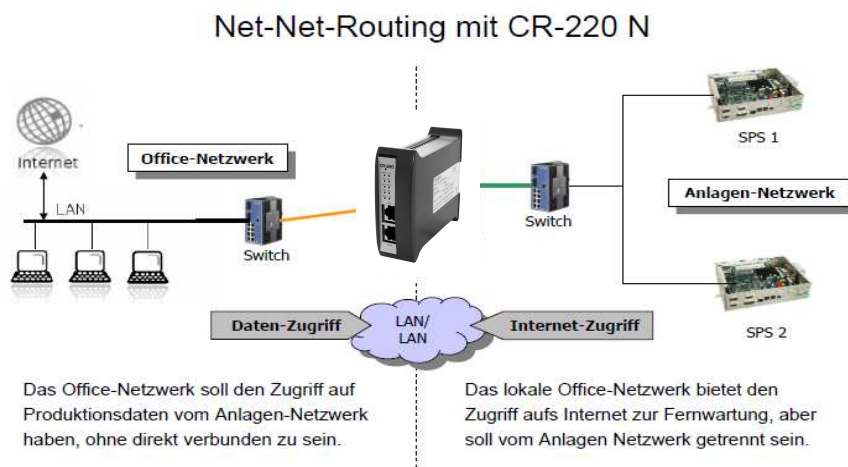 Net-Net-Routing mit CR-220 N
Internet
LAN
Office-Netzwerk
Switch
Switch
SPS 1
Anlagen-Netzwerk
SPS 2
Daten-Zugriff
LAN/
LAN
Internet-Zugriff
Das Office-Netzwerk soll den Zugriff auf
Produktionsdaten vom Anlagen-Netzwerk
haben, ohne direkt verbunden zu sein.
Das lokale Office-Netzwerk bietet den
Zugriff aufs Internet zur Fernwartung, aber
soll vom Anlagen Netzwerk getrennt sein.